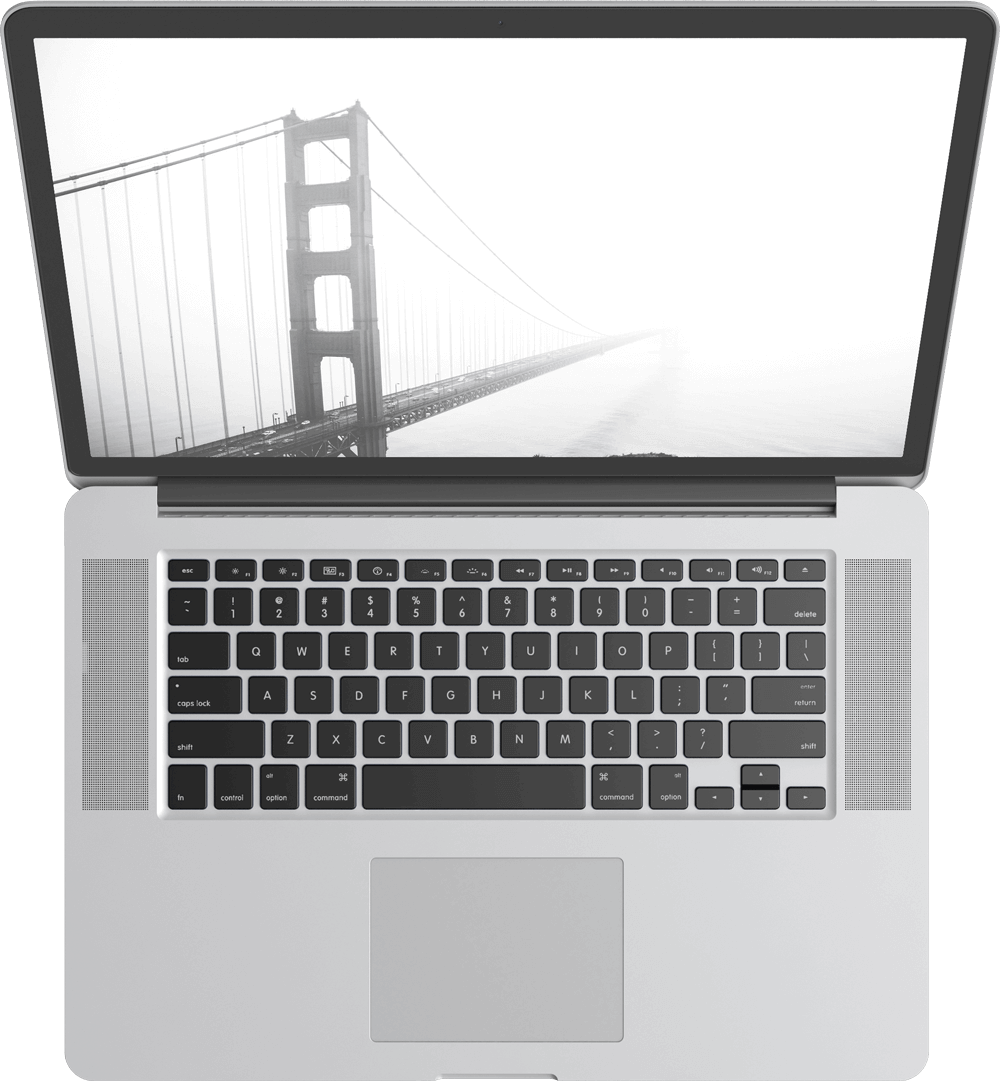 esc F1 F2 F3 F4 F5 F6 F7 F8 F9 F10 F11 F12
~ ! @ # $ % ^ & * ( ) – +
` 1 2 3 4 5 6 7 8 9 0 - = delete
tab Q W E R T Y U I O P { [ } ] | \
caps lock A S D F G H J K L : ; " ' enter return
shift Z X C V B N M < , > . ? / shift
alt ⌘ ⌘ alt
fn control option command command option